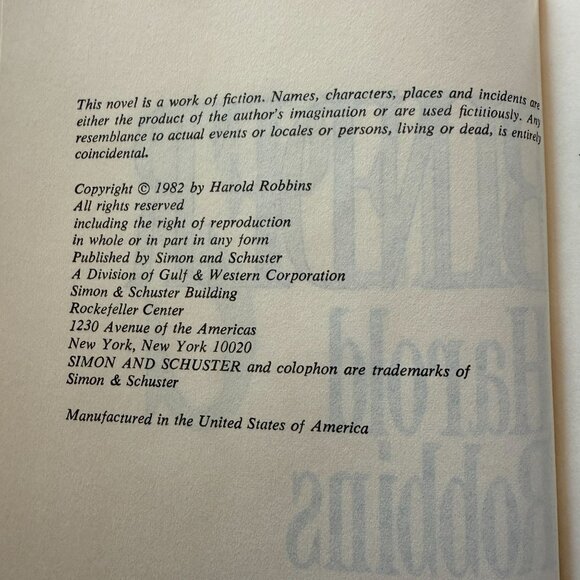 This novel is a work of fiction. Names, characters, places and incidents are
either the product of the author's imagination or are used fictitiously. Any
resemblance to actual events or locales or persons, living or dead, is entirely
coincidental.
Copyright © 1982 by Harold Robbins
All rights reserved
including the right of reproduction
in whole or in part in any form
Published by Simon and Schuster
A Division of Gulf & Western Corporation
Simon & Schuster Building
Rockefeller Center
1230 Avenue of the Americas
New York, New York 10020
SIMON AND SCHUSTER and colophon are trademarks of
Simon & Schuster
Manufactured in the United States of America
Harold
Robbins